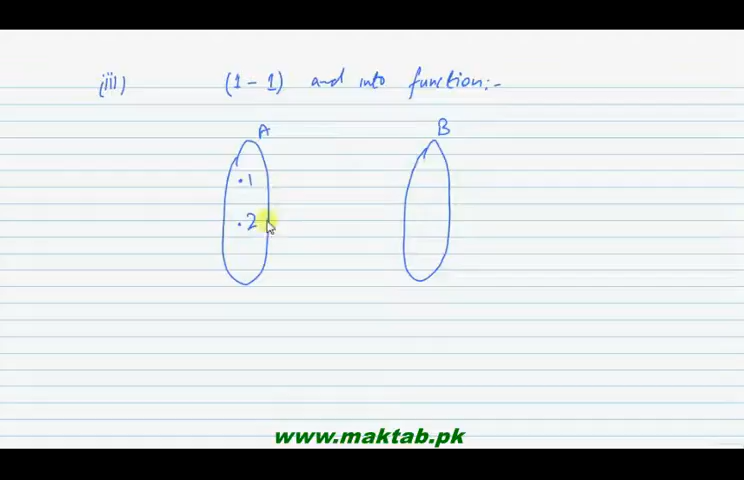 (iii) (1-1) and into function:-
A B
.1
.2
www.maktab.pk